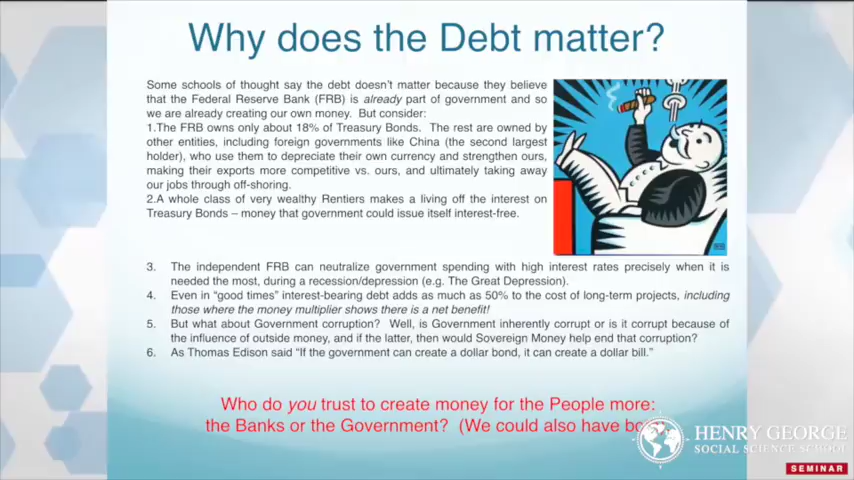 Why does the Debt matter?
Some schools of thought say the debt doesn't matter because they believe
that the Federal Reserve Bank (FRB) is already part of government and so
we are already creating our own money. But consider:
1.The FRB owns only about 18% of Treasury Bonds. The rest are owned by
other entities, including foreign governments like China (the second largest
holder), who use them to depreciate their own currency and strengthen ours,
making their exports more competitive vs. ours, and ultimately taking away
our jobs through off-shoring.
2.A whole class of very wealthy Rentiers makes a living off the interest on
Treasury Bonds – money that government could issue itself interest-free.
3. The independent FRB can neutralize government spending with high interest rates precisely when it is
needed the most, during a recession/depression (e.g. The Great Depression).
4. Even in "good times" interest-bearing debt adds as much as 50% to the cost of long-term projects, including
those where the money multiplier shows there is a net benefit!
5. But what about Government corruption? Well, is Government inherently corrupt or is it corrupt because of
the influence of outside money, and if the latter, then would Sovereign Money help end that corruption?
6. As Thomas Edison said "If the government can create a dollar bond, it can create a dollar bill."
Who do you trust to create money for the People more:
the Banks or the Government? (We could also have
HENRY GEORGE
SOCIAL SCIENCE SCHOOL
SEMINAR